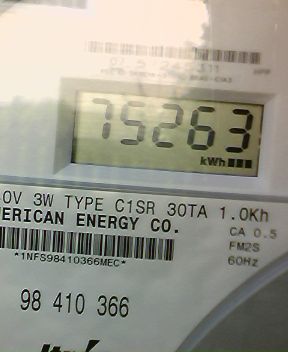 75263
kWh
0V 3W TYPE C1SR 30TA 1.0Kh
ERICAN ENERGY CO.
CA 0.5
FM2S
*1NFS98410366MEC*
60Hz
98 410 366